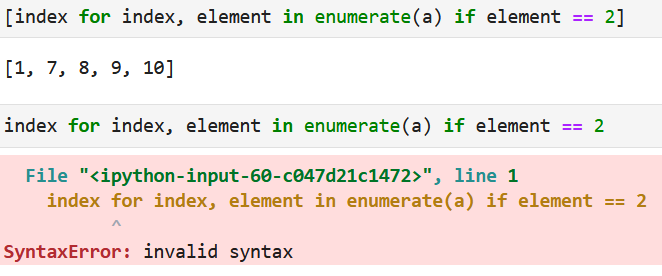 [index for index, element in enumerate(a) if element == 2]
[1, 7, 8, 9, 10]
index for index, element in enumerate(a) if element == 2
File "<ipython-input-60-c047d21c1472>", line 1
index for index, element in enumerate(a) if element == 2
^
SyntaxError: invalid syntax